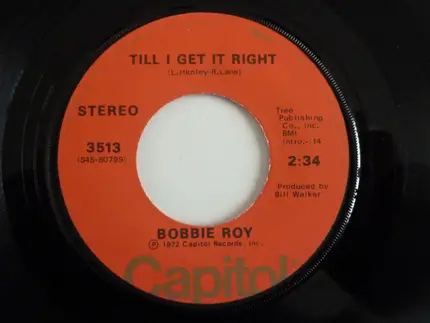 TILL I GET IT RIGHT
(L. Henley-R. Lane)
STEREO
3513
(S45-80799)
Tree
Publishing
Co., Inc.
BMI
Intro.-:14
2:34
Produced by
Bill Walker
BOBBIE ROY
Ⓟ 1972 Capitol Records, Inc.
Capitol